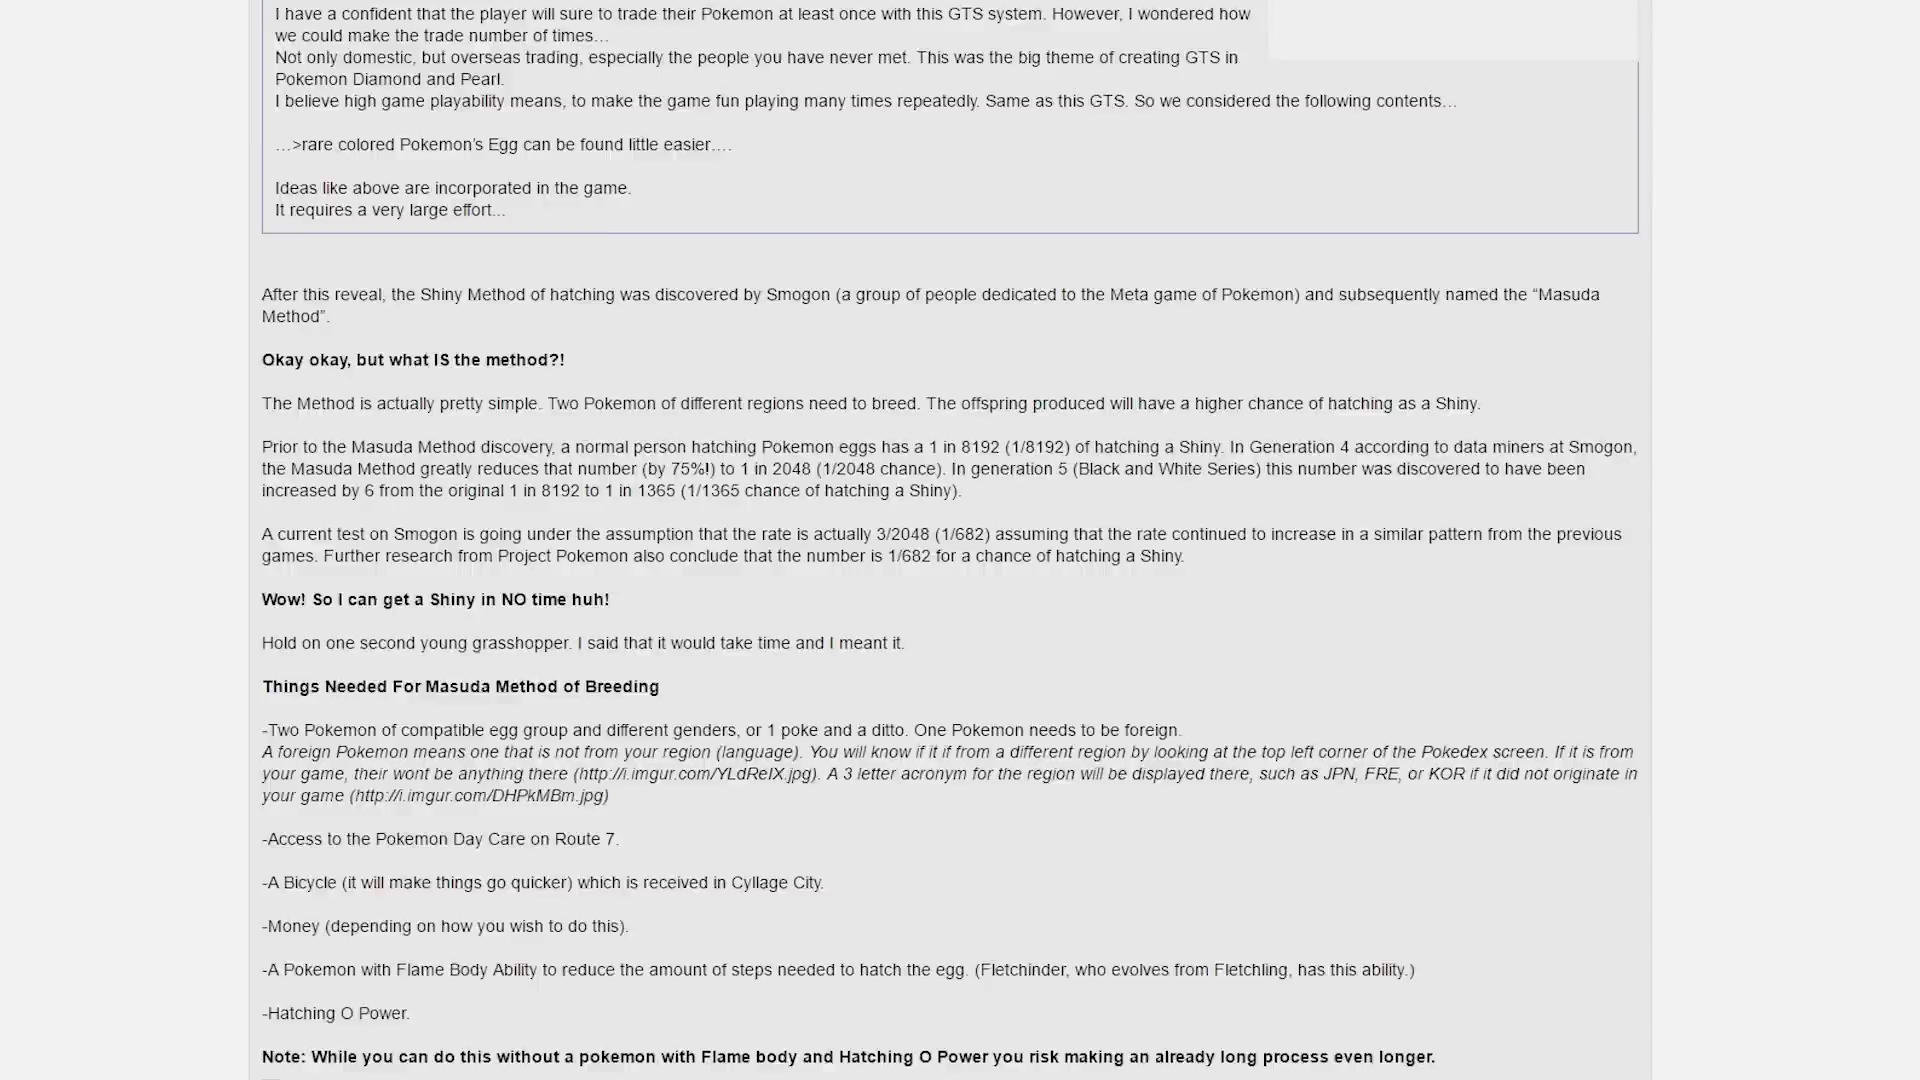 I have a confident that the player will sure to trade their Pokemon at least once with this GTS system. However, I wondered how
we could make the trade number of times…
Not only domestic, but overseas trading, especially the people you have never met. This was the big theme of creating GTS in
Pokemon Diamond and Pearl.
I believe high game playability means, to make the game fun playing many times repeatedly. Same as this GTS. So we considered the following contents…
…>rare colored Pokemon’s Egg can be found little easier….
Ideas like above are incorporated in the game.
It requires a very large effort...
After this reveal, the Shiny Method of hatching was discovered by Smogon (a group of people dedicated to the Meta game of Pokemon) and subsequently named the “Masuda
Method”.
Okay okay, but what IS the method?!
The Method is actually pretty simple. Two Pokemon of different regions need to breed. The offspring produced will have a higher chance of hatching as a Shiny.
Prior to the Masuda Method discovery, a normal person hatching Pokemon eggs has a 1 in 8192 (1/8192) of hatching a Shiny. In Generation 4 according to data miners at Smogon,
the Masuda Method greatly reduces that number (by 75%!) to 1 in 2048 (1/2048 chance). In generation 5 (Black and White Series) this number was discovered to have been
increased by 6 from the original 1 in 8192 to 1 in 1365 (1/1365 chance of hatching a Shiny).
A current test on Smogon is going under the assumption that the rate is actually 3/2048 (1/682) assuming that the rate continued to increase in a similar pattern from the previous
games. Further research from Project Pokemon also conclude that the number is 1/682 for a chance of hatching a Shiny.
Wow! So I can get a Shiny in NO time huh!
Hold on one second young grasshopper. I said that it would take time and I meant it.
Things Needed For Masuda Method of Breeding
-Two Pokemon of compatible egg group and different genders, or 1 poke and a ditto. One Pokemon needs to be foreign.
A foreign Pokemon means one that is not from your region (language). You will know if it if from a different region by looking at the top left corner of the Pokedex screen. If it is from
your game, their wont be anything there (http://i.imgur.com/YLdReIX.jpg). A 3 letter acronym for the region will be displayed there, such as JPN, FRE, or KOR if it did not originate in
your game (http://i.imgur.com/DHPkMBm.jpg)
-Access to the Pokemon Day Care on Route 7.
-A Bicycle (it will make things go quicker) which is received in Cyllage City.
-Money (depending on how you wish to do this).
-A Pokemon with Flame Body Ability to reduce the amount of steps needed to hatch the egg. (Fletchinder, who evolves from Fletchling, has this ability.)
-Hatching O Power.
Note: While you can do this without a pokemon with Flame body and Hatching O Power you risk making an already long process even longer.